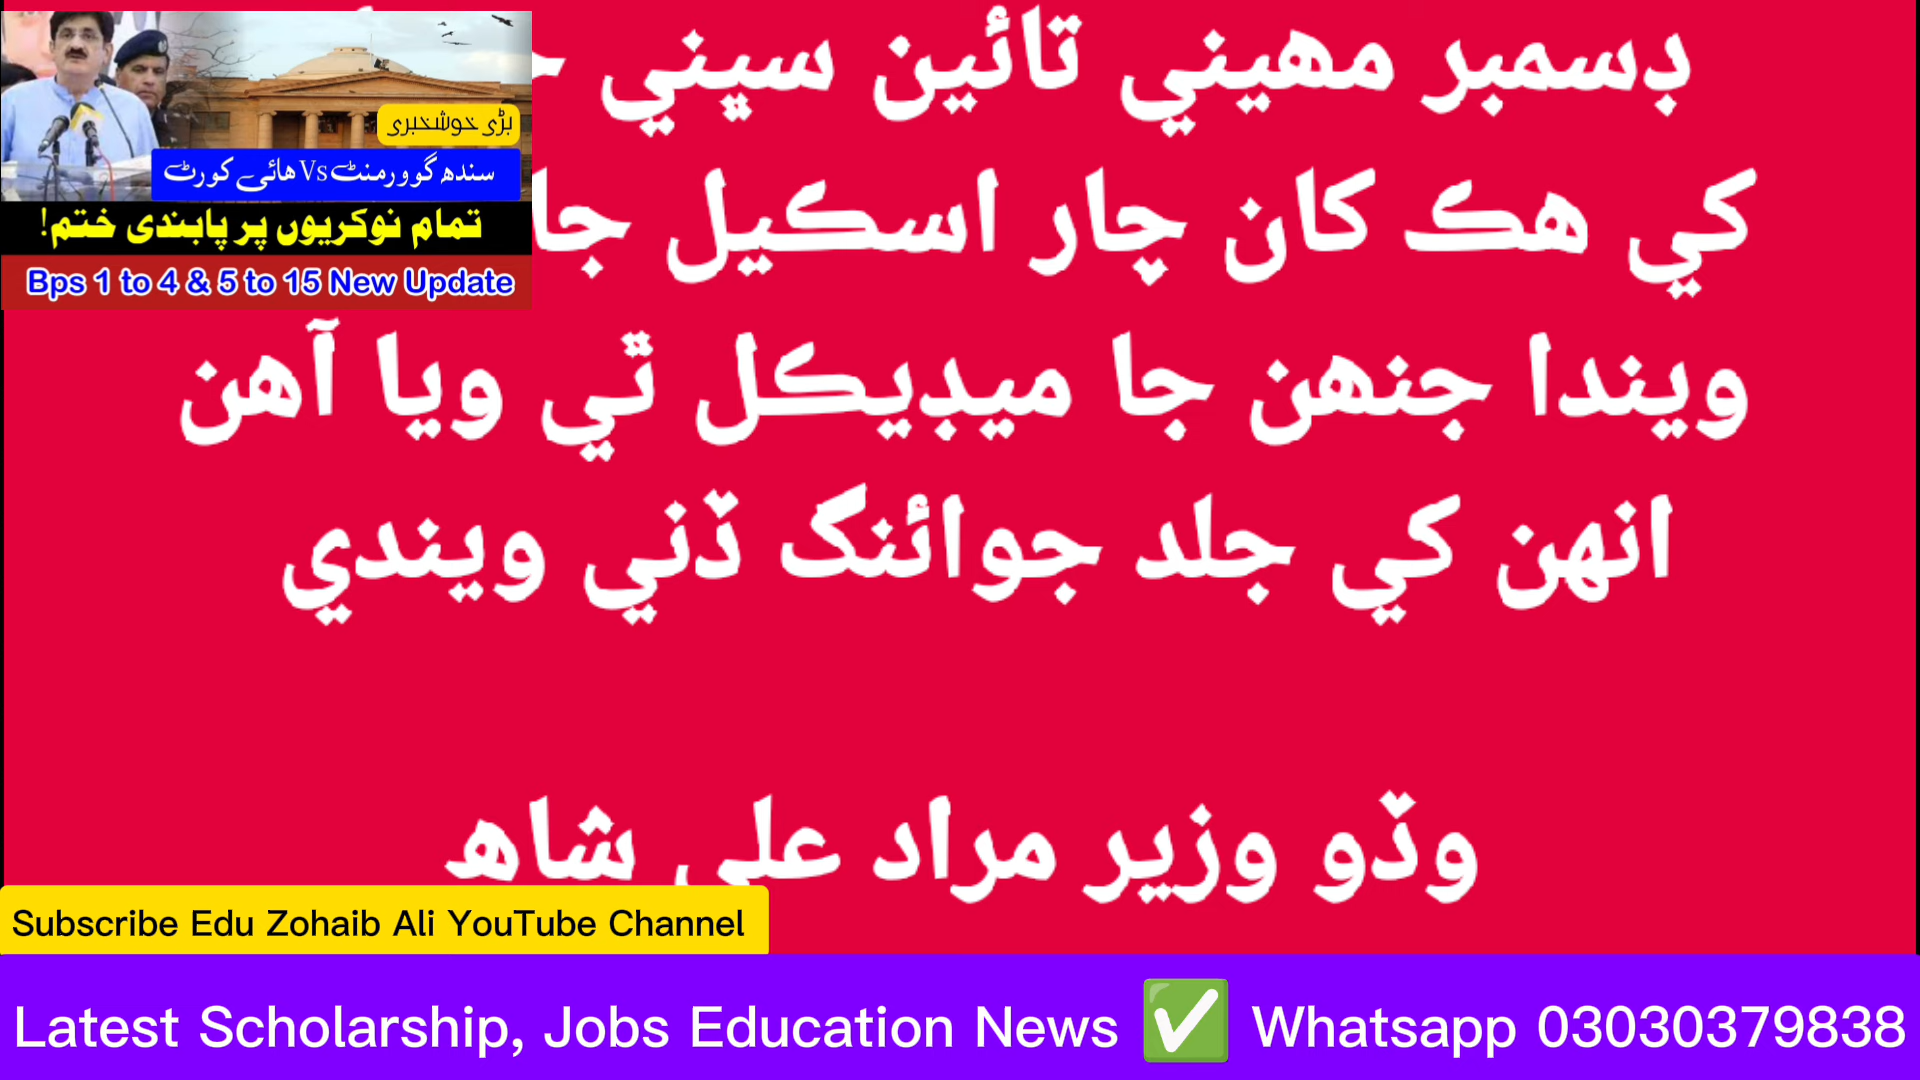 ڊسمبر مهيني تائين سڀني
کي هڪ کان چار اسڪيل جا
ويندا جنهن جا ميڊيڪل ٿي ويا آهن
انهن کي جلد جوائنگ ڏني ويندي
وڏو وزير مراد علي شاهه
بڑی خوشخبری
سندھ گوورمنٹ Vs ھائے کورٹ
تمام نوکریوں پر پابندی ختم!
Bps 1 to 4 & 5 to 15 New Update
Subscribe Edu Zohaib Ali YouTube Channel
Latest Scholarship, Jobs Education News ✅ Whatsapp 03030379838